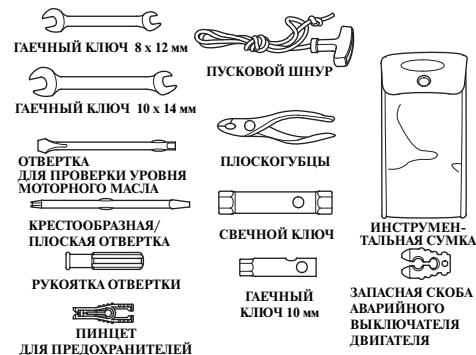 ГАЕЧНЫЙ КЛЮЧ 8 x 12 мм
ГАЕЧНЫЙ КЛЮЧ 10 x 14 мм
ОТВЕРТКА
ДЛЯ ПРОВЕРКИ УРОВНЯ
МОТОРНОГО МАСЛА
КРЕСТООБРАЗНАЯ/
ПЛОСКАЯ ОТВЕРТКА
РУКОЯТКА ОТВЕРТКИ
ПИНЦЕТ
ДЛЯ ПРЕДОХРАНИТЕЛЕЙ
ПУСКОВОЙ ШНУР
ПЛОСКОГУБЦЫ
СВЕЧНОЙ КЛЮЧ
ГАЕЧНЫЙ
КЛЮЧ 10 мм
ИНСТРУМЕН-
ТАЛЬНАЯ СУМКА
ЗАПАСНАЯ СКОБА
АВАРИЙНОГО
ВЫКЛЮЧАТЕЛЯ
ДВИГАТЕЛЯ